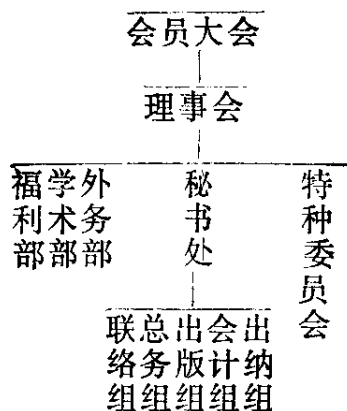 会员大会
理事会
福利部
学术部
外务部
秘书处
特种委员会
联络组
总务组
出版组
会计组
出纳组